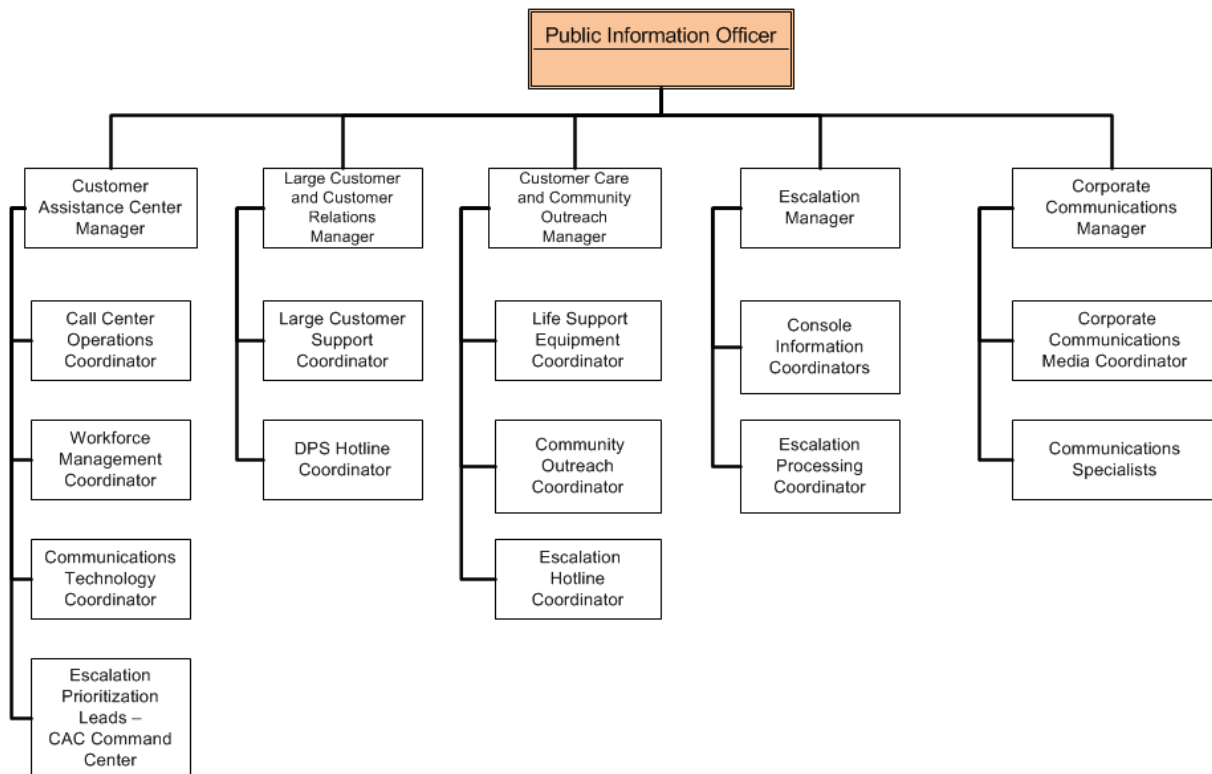 Public Information Officer
Customer
Assistance Center
Manager
Large Customer
and Customer
Relations
Manager
Customer Care
and Community
Outreach
Manager
Escalation
Manager
Corporate
Communications
Manager
Call Center
Operations
Coordinator
Large Customer
Support
Coordinator
Life Support
Equipment
Coordinator
Console
Information
Coordinators
Corporate
Communications
Media Coordinator
Workforce
Management
Coordinator
DPS Hotline
Coordinator
Community
Outreach
Coordinator
Escalation
Processing
Coordinator
Communications
Specialists
Communications
Technology
Coordinator
Escalation
Hotline
Coordinator
Escalation
Prioritization
Leads –
CAC Command
Center